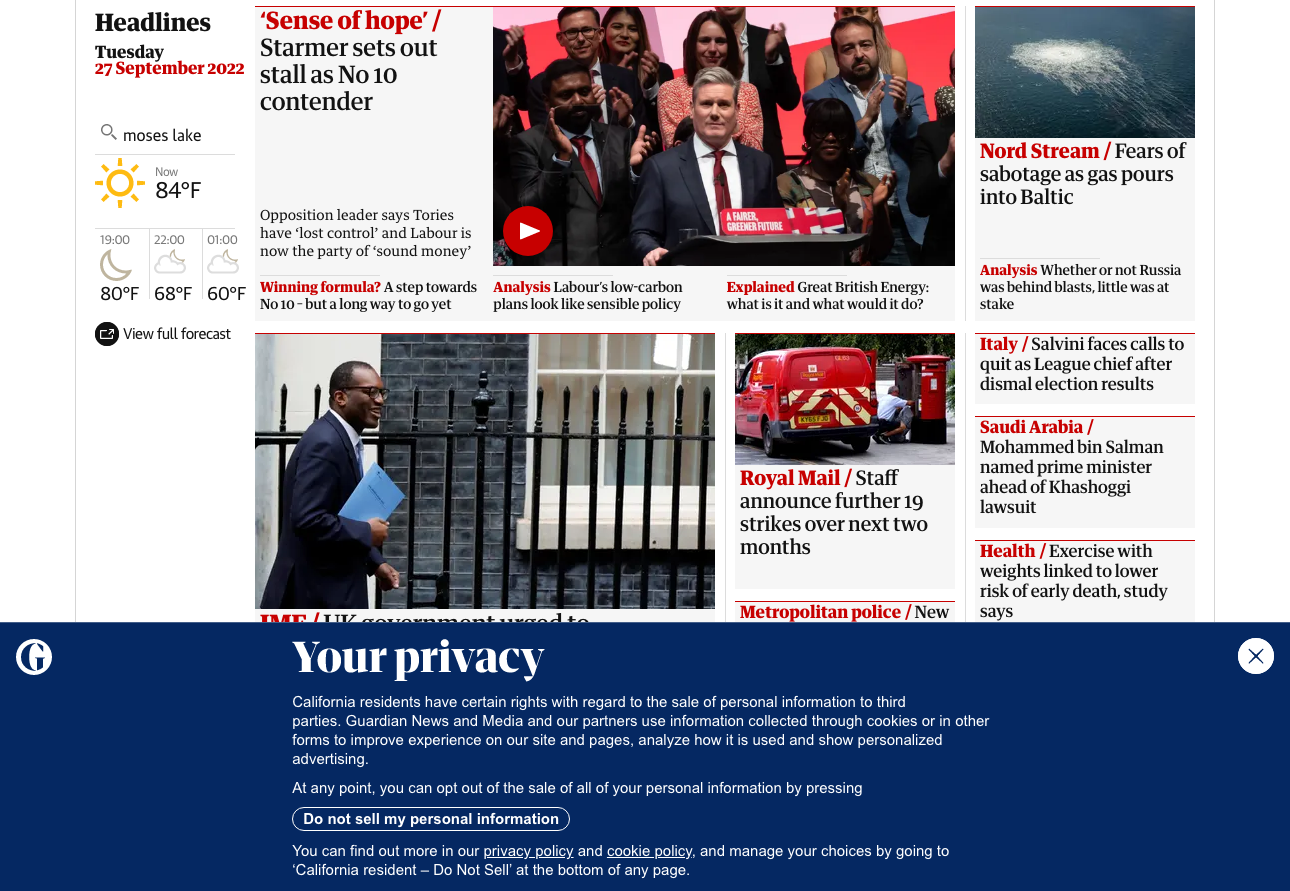 Headlines
Tuesday
27 September 2022
moses lake
Now
84°F
19:00 22:00 01:00
80°F 68°F 60°F
View full forecast
‘Sense of hope’ /
Starmer sets out
stall as No 10
contender
Opposition leader says Tories
have ‘lost control’ and Labour is
now the party of ‘sound money’
A FAIRER,
GREENER FUTURE
Winning formula? A step towards
No 10 – but a long way to go yet
Analysis Labour’s low-carbon
plans look like sensible policy
Explained Great British Energy:
what is it and what would it do?
Nord Stream / Fears of
sabotage as gas pours
into Baltic
Analysis Whether or not Russia
was behind blasts, little was at
stake
Royal Mail / Staff
announce further 19
strikes over next two
months
Metropolitan police / New
Italy / Salvini faces calls to
quit as League chief after
dismal election results
Saudi Arabia /
Mohammed bin Salman
named prime minister
ahead of Khashoggi
lawsuit
Health / Exercise with
weights linked to lower
risk of early death, study
says
IMF / UK government urged to
Your privacy
California residents have certain rights with regard to the sale of personal information to third
parties. Guardian News and Media and our partners use information collected through cookies or in other
forms to improve experience on our site and pages, analyze how it is used and show personalized
advertising.
At any point, you can opt out of the sale of all of your personal information by pressing
Do not sell my personal information
You can find out more in our privacy policy and cookie policy, and manage your choices by going to
‘California resident – Do Not Sell’ at the bottom of any page.